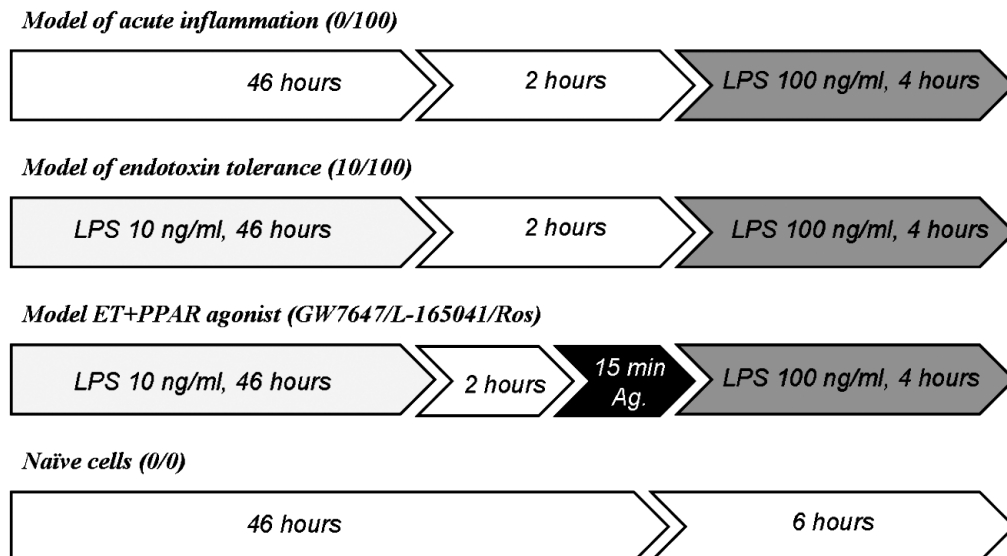 Model of acute inflammation (0/100)
46 hours
2 hours
LPS 100 ng/ml, 4 hours
Model of endotoxin tolerance (10/100)
LPS 10 ng/ml, 46 hours
2 hours
LPS 100 ng/ml, 4 hours
Model ET+PPAR agonist (GW7647/L-165041/Ros)
LPS 10 ng/ml, 46 hours
2 hours
15 min
Ag.
LPS 100 ng/ml, 4 hours
Naïve cells (0/0)
46 hours
6 hours